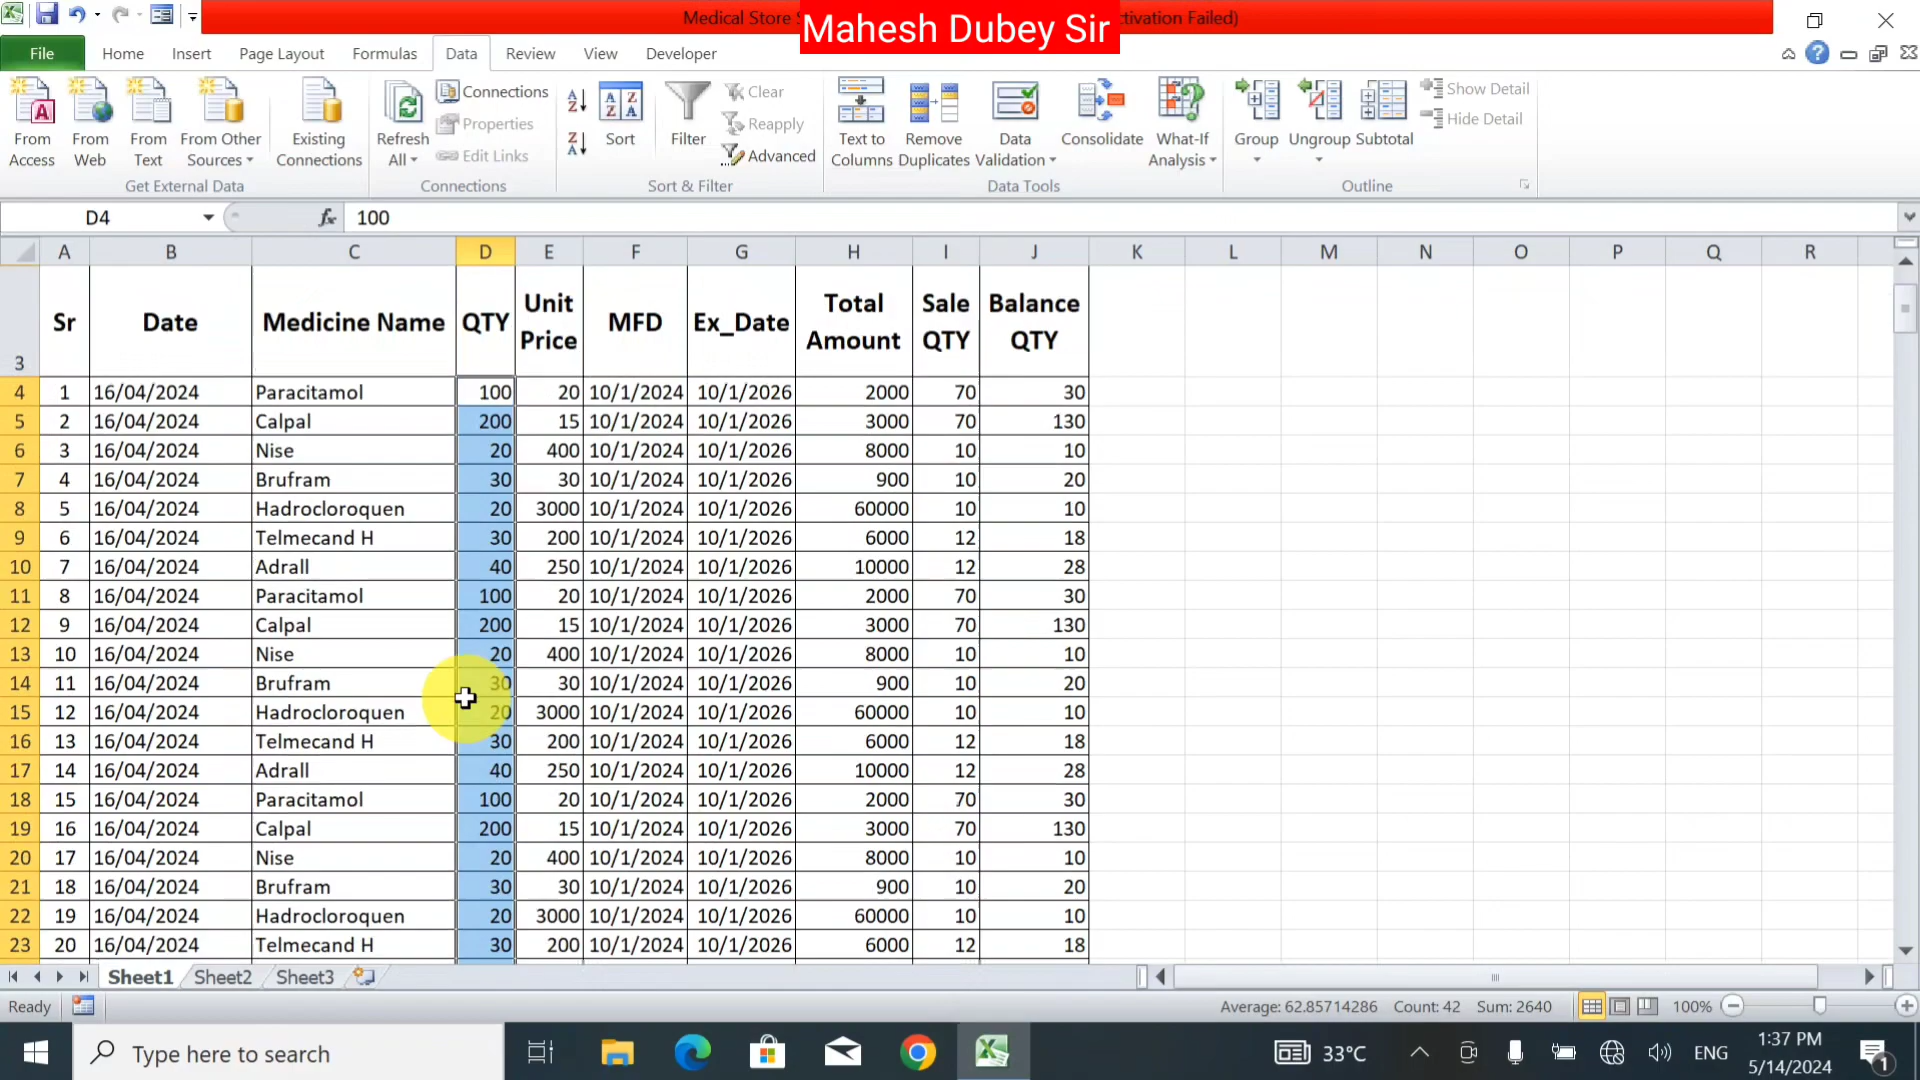 Medical Store S
Mahesh Dubey Sir
ctivation Failed)
File Home Insert Page Layout Formulas Data Review View Developer
From Access
From Web
From Text
From Other Sources
Existing Connections
Get External Data
Refresh All
Connections
Properties
Edit Links
Connections
Sort
Filter
Clear
Reapply
Advanced
Sort & Filter
Text to Columns
Remove Duplicates
Data Validation
Consolidate
What-If Analysis
Data Tools
Group
Ungroup
Subtotal
Show Detail
Hide Detail
Outline
D4 fx 100
A B C D E F G H I J K L M N O P Q R
3 Sr Date Medicine Name QTY Unit Price MFD Ex_Date Total Amount Sale QTY Balance QTY
4 1 16/04/2024 Paracitamol 100 20 10/1/2024 10/1/2026 2000 70 30
5 2 16/04/2024 Calpal 200 15 10/1/2024 10/1/2026 3000 70 130
6 3 16/04/2024 Nise 20 400 10/1/2024 10/1/2026 8000 10 10
7 4 16/04/2024 Brufram 30 30 10/1/2024 10/1/2026 900 10 20
8 5 16/04/2024 Hadrocloroquen 20 3000 10/1/2024 10/1/2026 60000 10 10
9 6 16/04/2024 Telmecand H 30 200 10/1/2024 10/1/2026 6000 12 18
10 7 16/04/2024 Adrall 40 250 10/1/2024 10/1/2026 10000 12 28
11 8 16/04/2024 Paracitamol 100 20 10/1/2024 10/1/2026 2000 70 30
12 9 16/04/2024 Calpal 200 15 10/1/2024 10/1/2026 3000 70 130
13 10 16/04/2024 Nise 20 400 10/1/2024 10/1/2026 8000 10 10
14 11 16/04/2024 Brufram 30 30 10/1/2024 10/1/2026 900 10 20
15 12 16/04/2024 Hadrocloroquen 20 3000 10/1/2024 10/1/2026 60000 10 10
16 13 16/04/2024 Telmecand H 30 200 10/1/2024 10/1/2026 6000 12 18
17 14 16/04/2024 Adrall 40 250 10/1/2024 10/1/2026 10000 12 28
18 15 16/04/2024 Paracitamol 100 20 10/1/2024 10/1/2026 2000 70 30
19 16 16/04/2024 Calpal 200 15 10/1/2024 10/1/2026 3000 70 130
20 17 16/04/2024 Nise 20 400 10/1/2024 10/1/2026 8000 10 10
21 18 16/04/2024 Brufram 30 30 10/1/2024 10/1/2026 900 10 20
22 19 16/04/2024 Hadrocloroquen 20 3000 10/1/2024 10/1/2026 60000 10 10
23 20 16/04/2024 Telmecand H 30 200 10/1/2024 10/1/2026 6000 12 18
Sheet1 Sheet2 Sheet3
Ready Average: 62.85714286 Count: 42 Sum: 2640 100%
Type here to search 33°C ENG 1:37 PM
5/14/2024 1